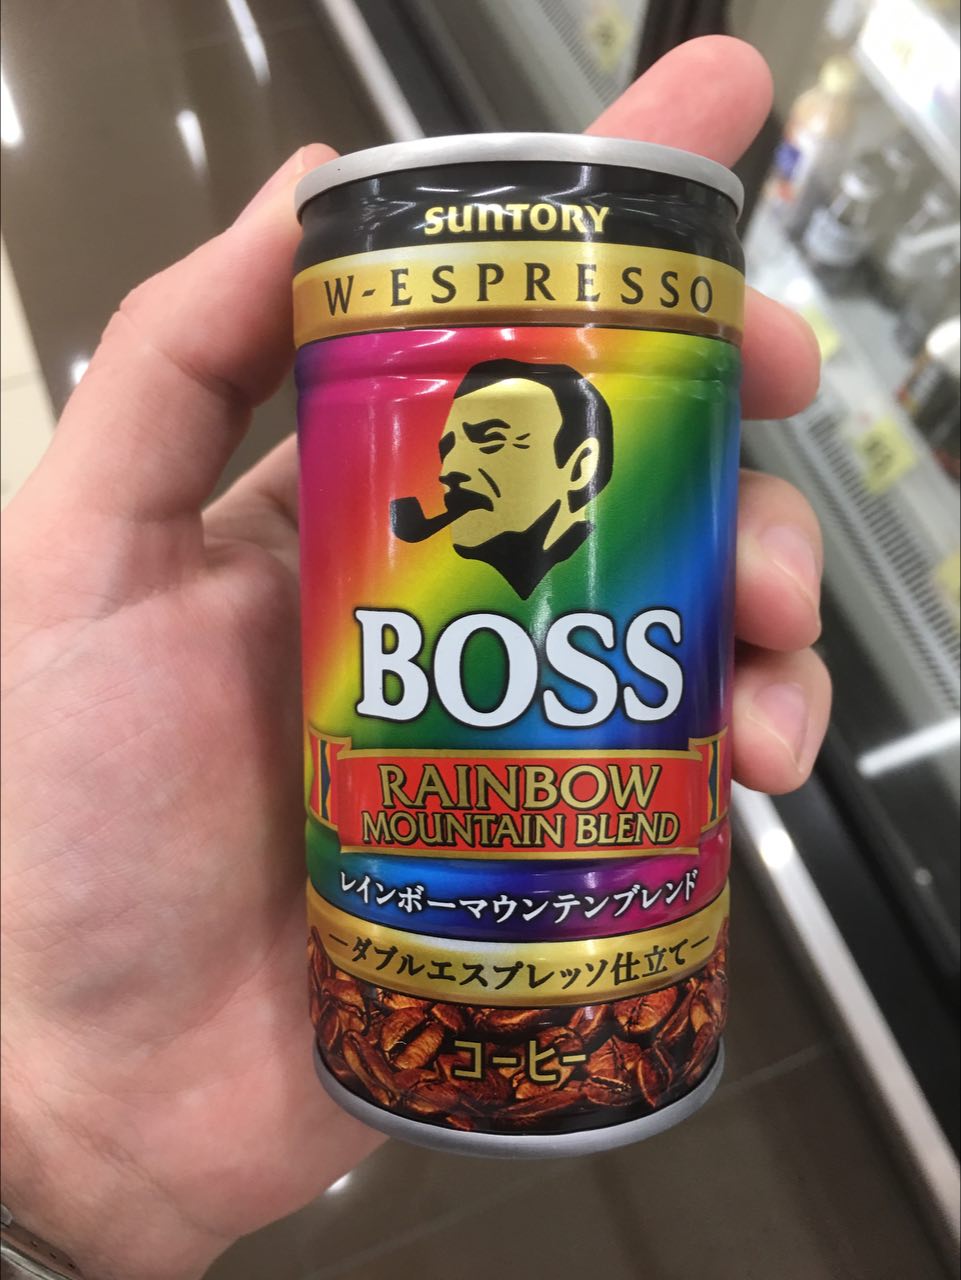 SUNTORY
W-ESPRESSO
BOSS
RAINBOW
MOUNTAIN BLEND
レインボーマウンテンブレンド
ーダブルエスプレッソ仕立てー
コーヒー